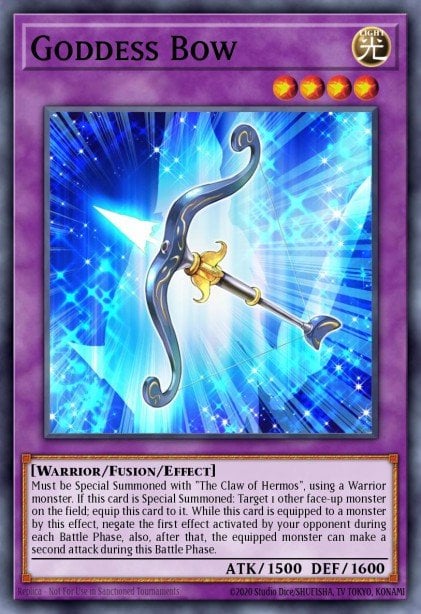 Goddess Bow
LIGHT
光
[Warrior/Fusion/Effect]
Must be Special Summoned with "The Claw of Hermos", using a Warrior
monster. If this card is Special Summoned: Target 1 other face-up monster
on the field; equip this card to it. While this card is equipped to a monster
by this effect, negate the first effect activated by your opponent during
each Battle Phase, also, after that, the equipped monster can make a
second attack during this Battle Phase.
ATK/1500 DEF/1600
Replica - Not For Use in Sanctioned Tournaments ©2020 Studio Dice/SHUEISHA, TV TOKYO, KONAMI